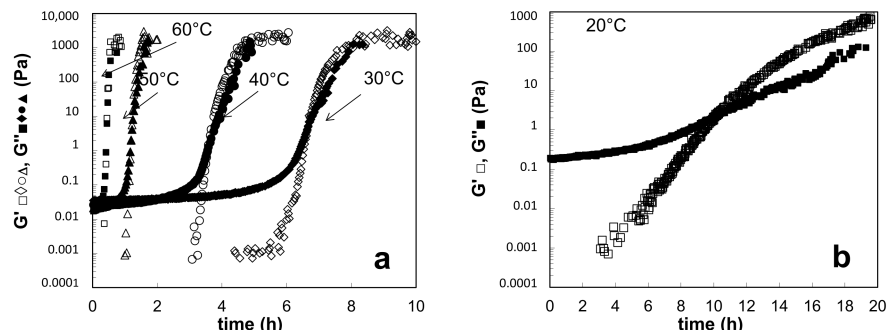 10,000
1000
100
10
1
0.1
0.01
0.001
0.0001
G' □◇○△, G"■◆●▲ (Pa)
60°C
50°C
40°C
30°C
a
0 2 4 6 8 10
time (h)
1000
100
10
1
0.1
0.01
0.001
0.0001
G' □, G"■ (Pa)
20°C
b
0 2 4 6 8 10 12 14 16 18 20
time (h)